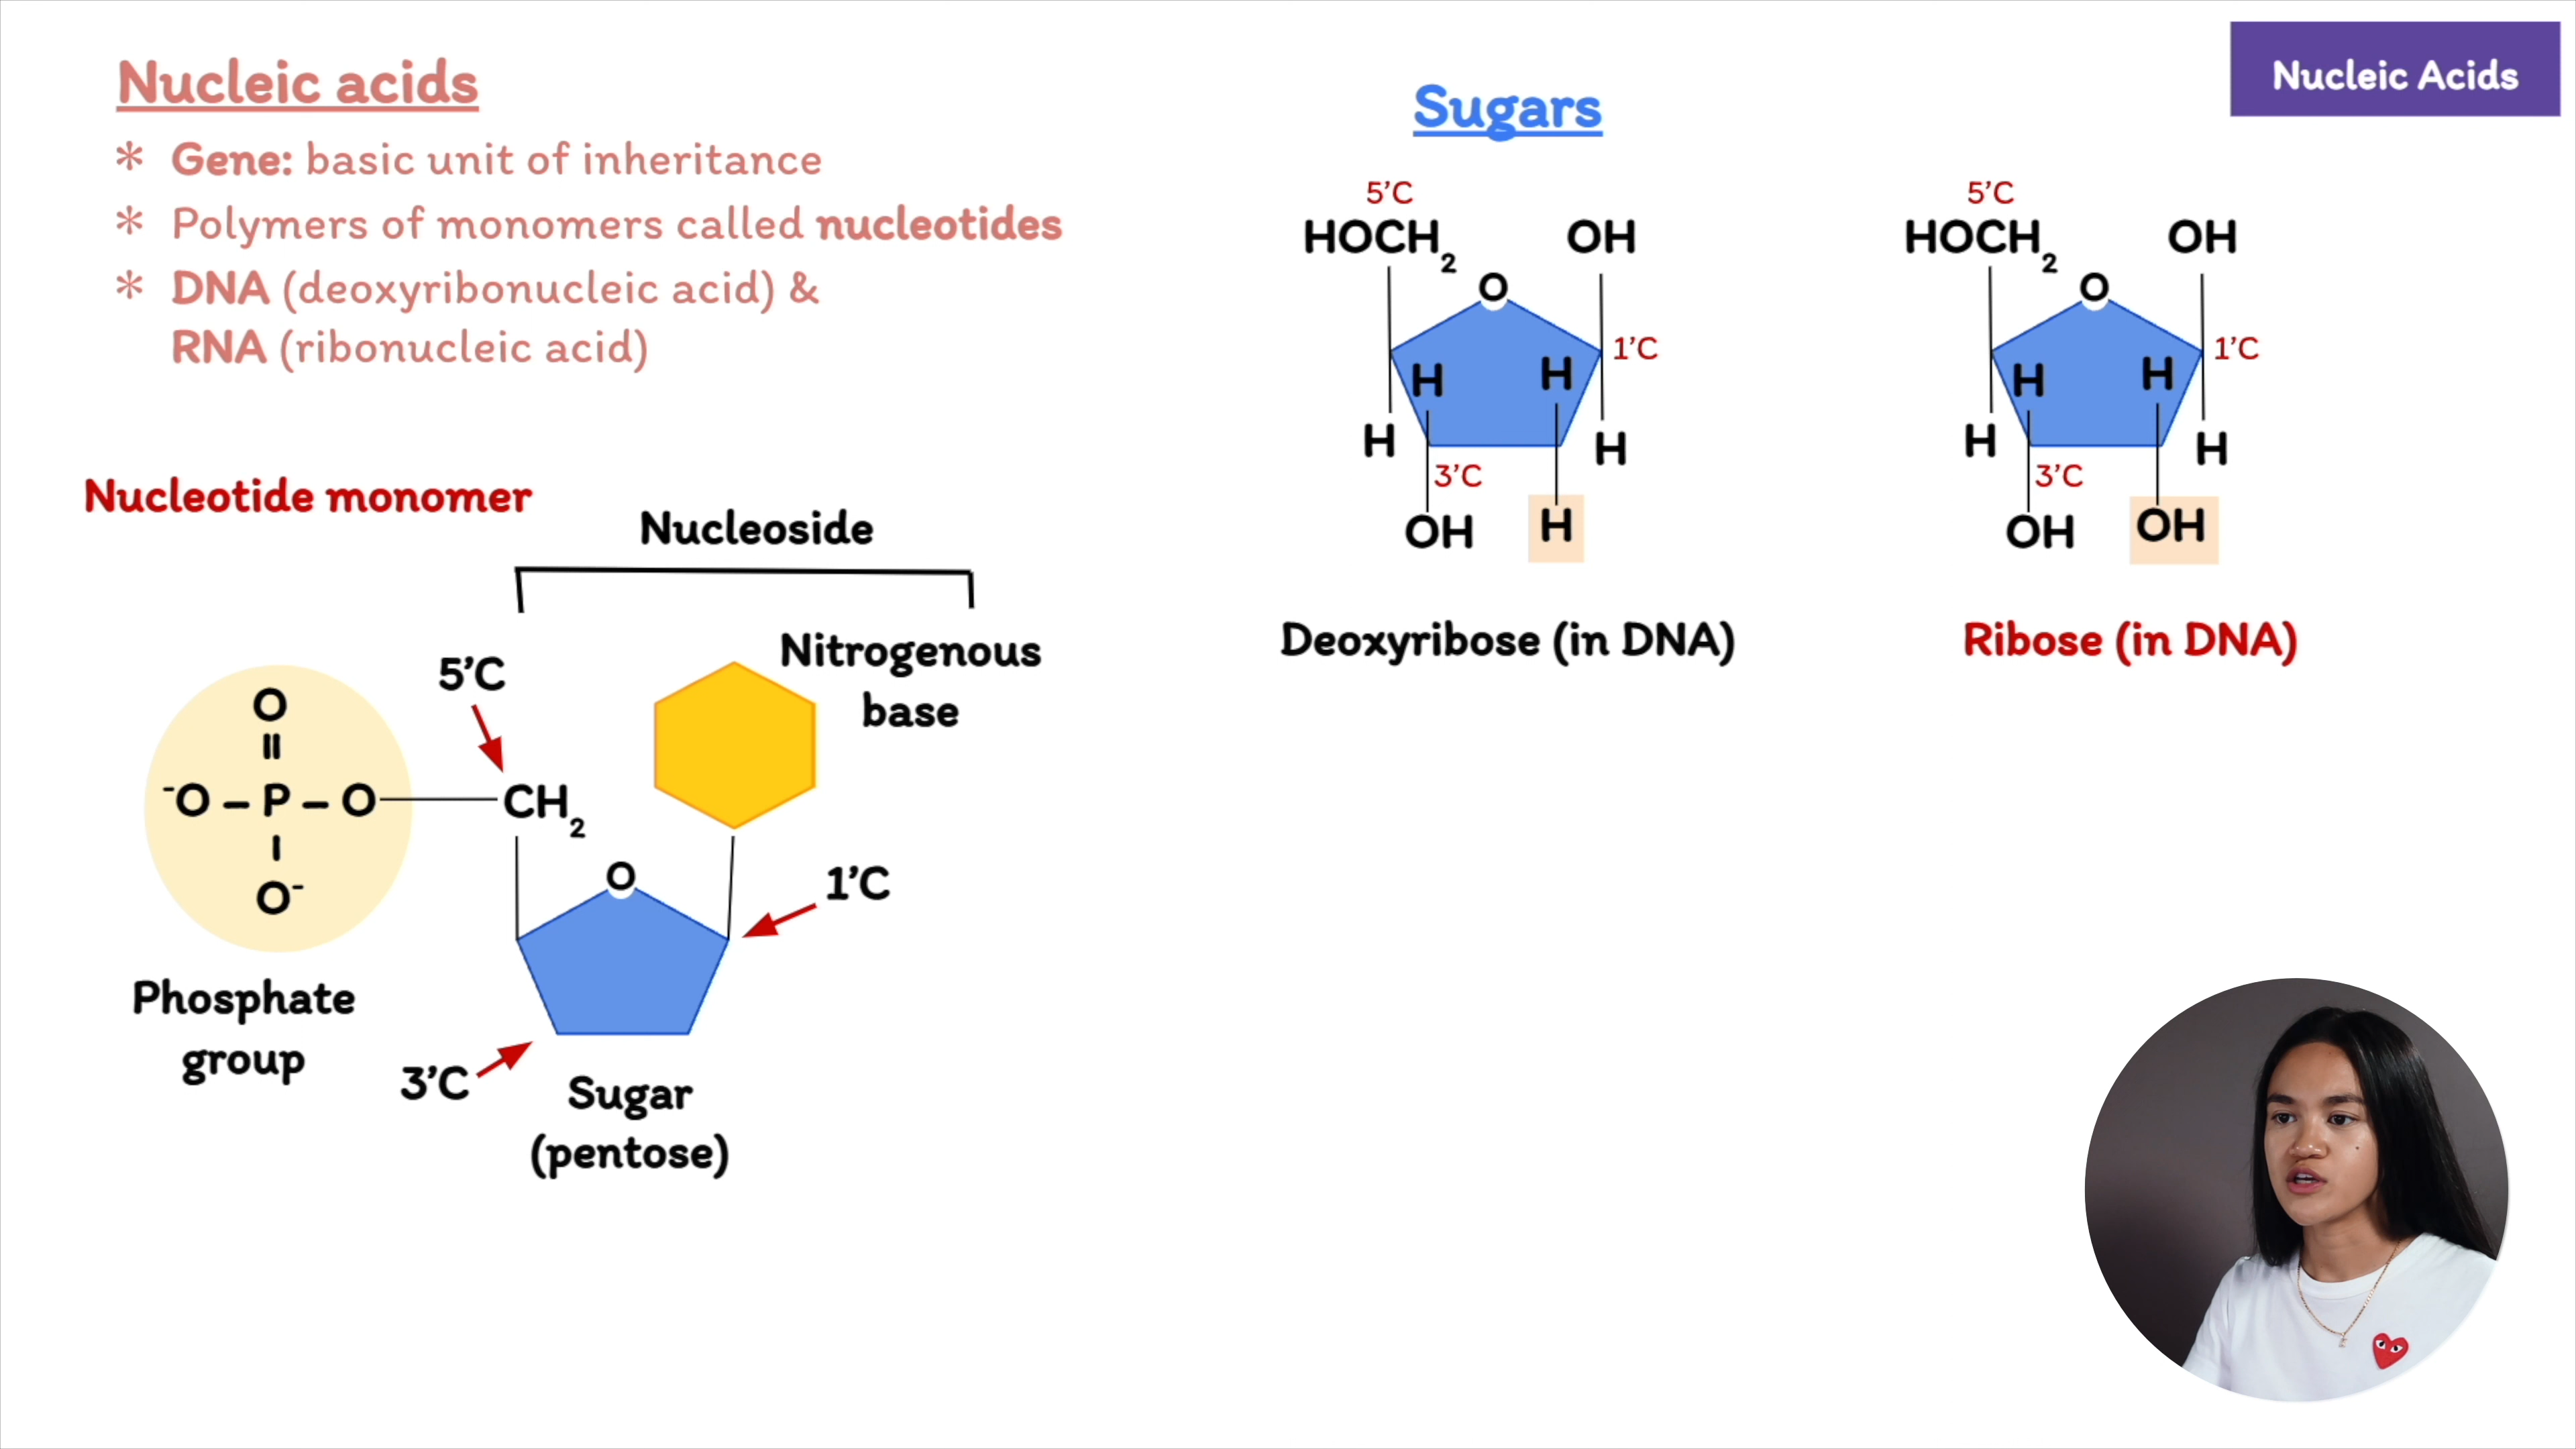 Nucleic Acids
Nucleic acids
* Gene: basic unit of inheritance
* Polymers of monomers called nucleotides
* DNA (deoxyribonucleic acid) &
RNA (ribonucleic acid)
Nucleotide monomer
Nucleoside
Nitrogenous
base
5'C
O
||
⁻O – P – O
CH₂
|
O⁻
O
1'C
Phosphate
group
3'C
Sugar
(pentose)
Sugars
5'C
HOCH₂ OH
O
1'C
H H
H H
3'C
OH H
Deoxyribose (in DNA)
5'C
HOCH₂ OH
O
1'C
H H
H H
3'C
OH OH
Ribose (in DNA)